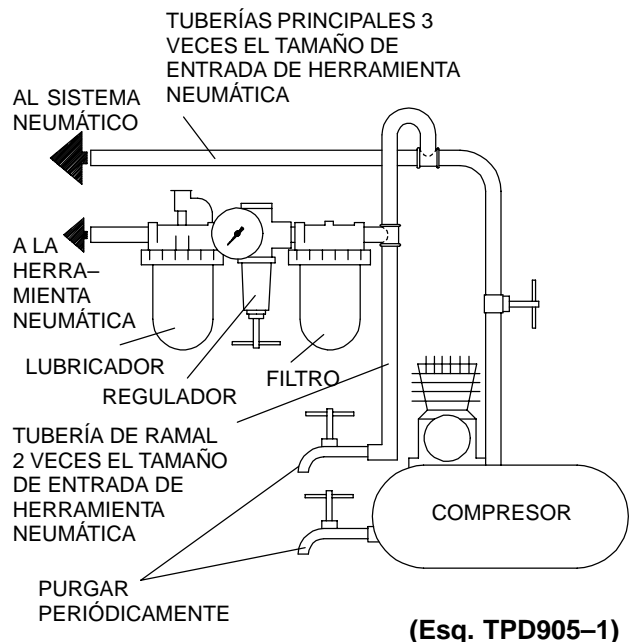 TUBERÍAS PRINCIPALES 3
VECES EL TAMAÑO DE
ENTRADA DE HERRAMIENTA
NEUMÁTICA
AL SISTEMA
NEUMÁTICO
A LA
HERRA–
MIENTA
NEUMÁTICA
LUBRICADOR
REGULADOR
FILTRO
TUBERÍA DE RAMAL
2 VECES EL TAMAÑO
DE ENTRADA DE
HERRAMIENTA
NEUMÁTICA
COMPRESOR
PURGAR
PERIÓDICAMENTE
(Esq. TPD905–1)